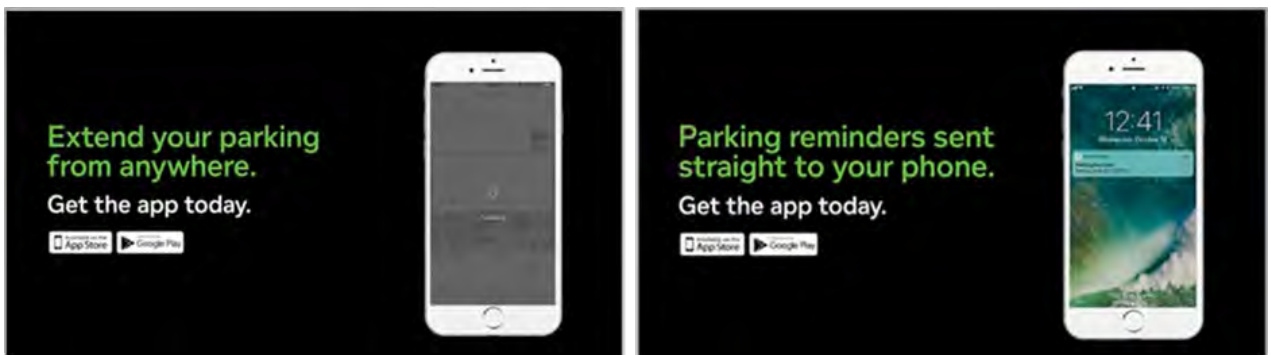 Extend your parking
from anywhere.
Get the app today.
App Store
Google Play
Parking reminders sent
straight to your phone.
Get the app today.
App Store
Google Play
12:41